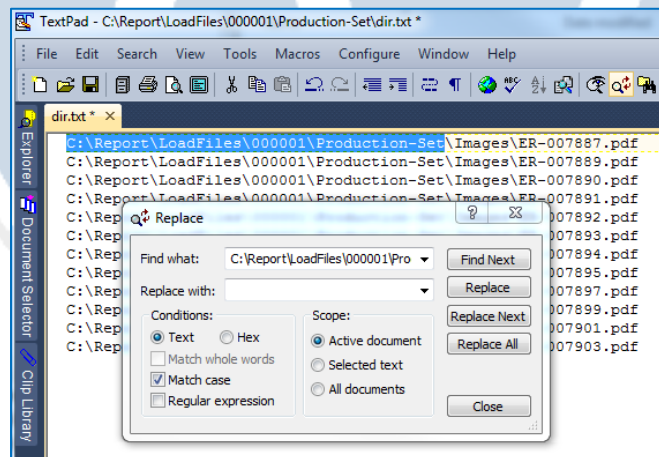 TextPad - C:\Report\LoadFiles\000001\Production-Set\dir.txt *
File Edit Search View Tools Macros Configure Window Help
dir.txt * ×
Explorer
Document Selector
Clip Library
C:\Report\LoadFiles\000001\Production-Set\Images\ER-007887.pdf
C:\Report\LoadFiles\000001\Production-Set\Images\ER-007889.pdf
C:\Report\LoadFiles\000001\Production-Set\Images\ER-007890.pdf
C:\Report\LoadFiles\000001\Production-Set\Images\ER-007891.pdf
C:\Rep 007892.pdf
C:\Rep 007893.pdf
C:\Rep 007894.pdf
C:\Rep 007895.pdf
C:\Rep 007897.pdf
C:\Rep 007899.pdf
C:\Rep 007901.pdf
C:\Rep 007903.pdf
Replace
Find what: C:\Report\LoadFiles\000001\Pro
Find Next
Replace with:
Replace
Conditions:
Scope:
Replace Next
Text Hex
Active document
Replace All
Match whole words
Selected text
Match case
All documents
Regular expression
Close